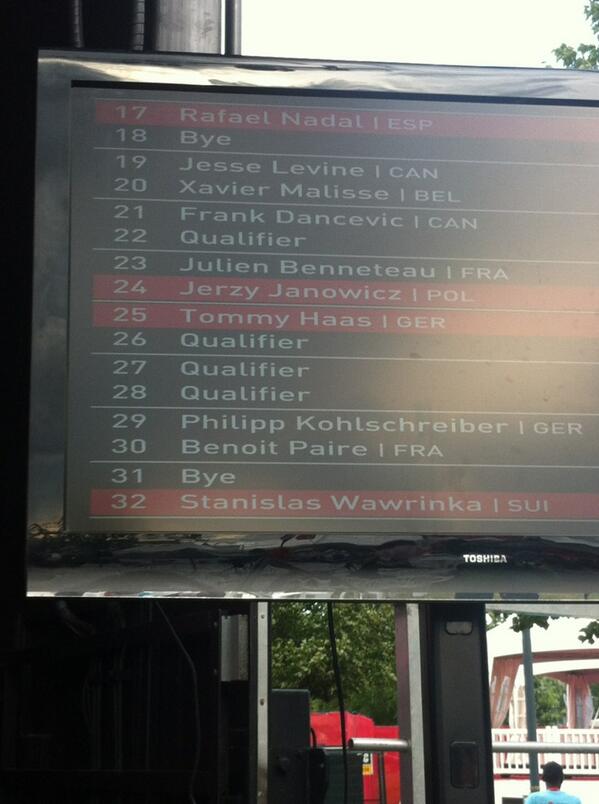 17 Rafael Nadal | ESP
18 Bye
19 Jesse Levine | CAN
20 Xavier Malisse | BEL
21 Frank Dancevic | CAN
22 Qualifier
23 Julien Benneteau | FRA
24 Jerzy Janowicz | POL
25 Tommy Haas | GER
26 Qualifier
27 Qualifier
28 Qualifier
29 Philipp Kohlschreiber | GER
30 Benoit Paire | FRA
31 Bye
32 Stanislas Wawrinka | SUI
TOSHIBA